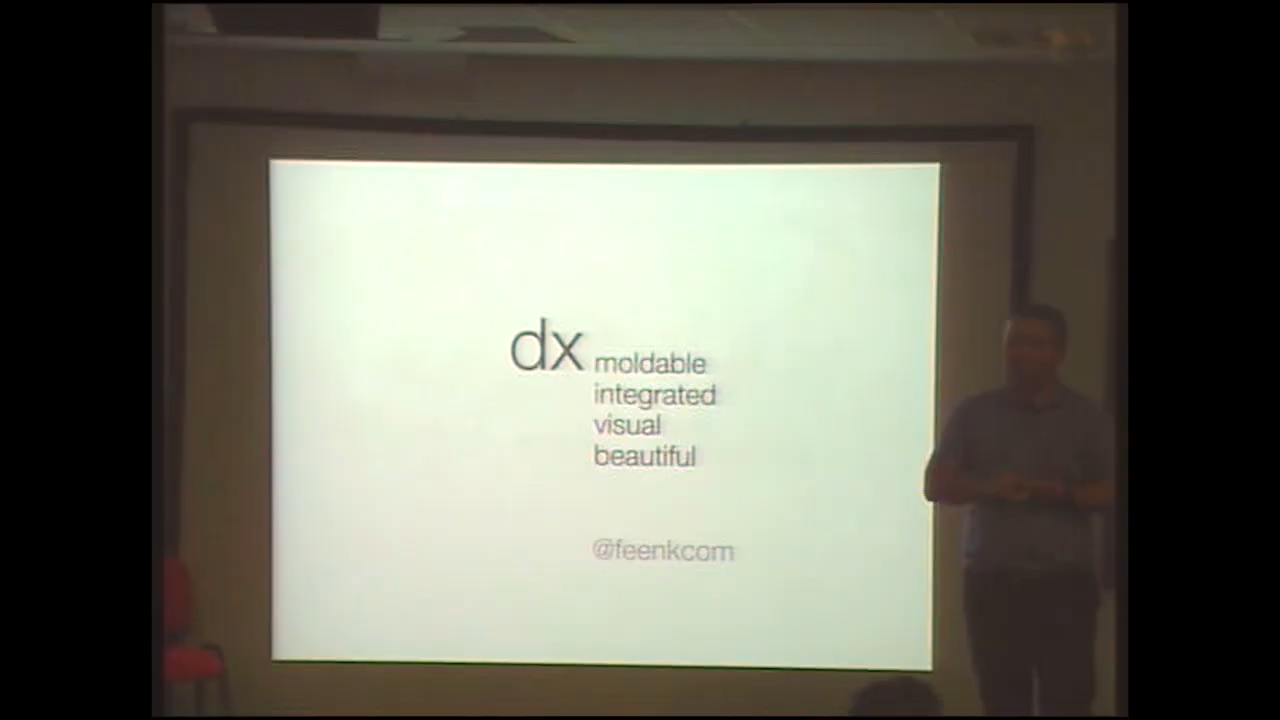 dx moldable
integrated
visual
beautiful
@feenkcom